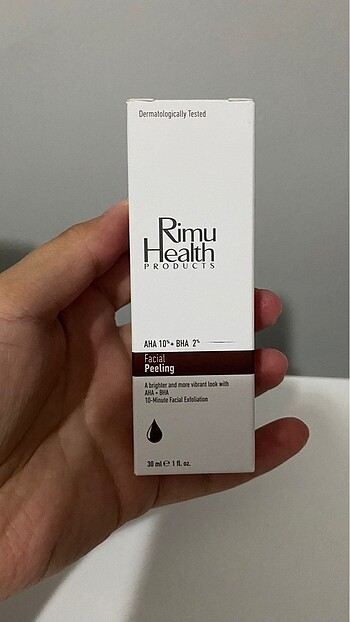 Dermatologically Tested
Rimu
Health
PRODUCTS
AHA 10% + BHA 2%
Facial
Peeling
A brighter and more vibrant look with
AHA + BHA
10-Minute Facial Exfoliation
30 ml ℮ 1 fl. oz.